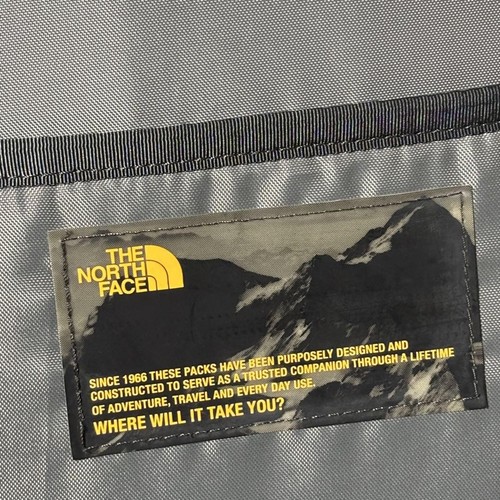 THE
NORTH
FACE
SINCE 1966 THESE PACKS HAVE BEEN PURPOSELY DESIGNED AND
CONSTRUCTED TO SERVE AS A TRUSTED COMPANION THROUGH A LIFETIME
OF ADVENTURE, TRAVEL AND EVERY DAY USE.
WHERE WILL IT TAKE YOU?